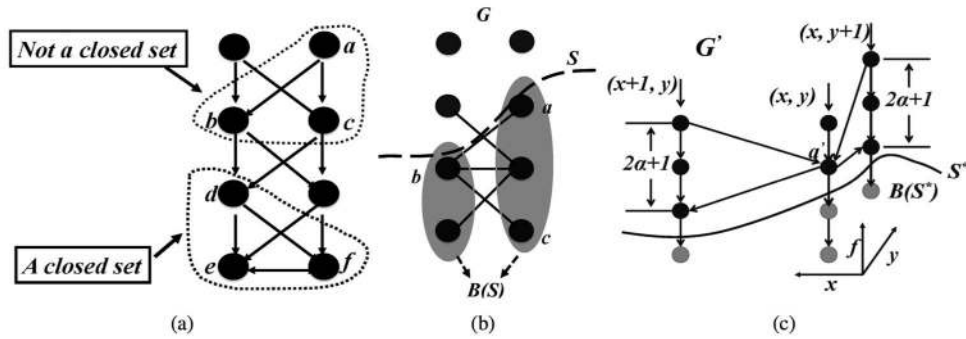 Not a closed set
a
b
c
d
e
f
A closed set
(a)
G
S
a
b
c
B(S)
(b)
G'
(x, y+1)
(x+1, y)
(x, y)
2α+1
2α+1
q'
S*
B(S*)
f
y
x
(c)